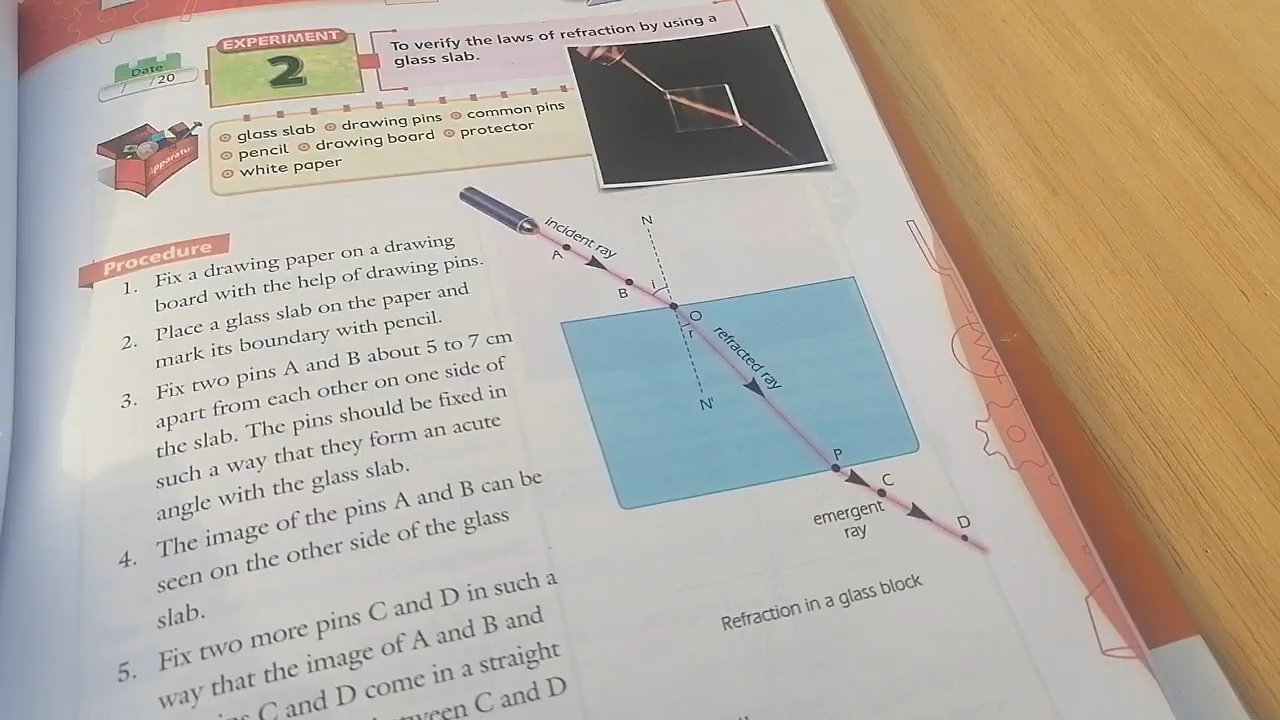 EXPERIMENT
2
To verify the laws of refraction by using a
glass slab.
Date
/ /20
apparatu
glass slab drawing pins common pins
pencil drawing board protector
white paper
Procedure
1. Fix a drawing paper on a drawing
board with the help of drawing pins.
2. Place a glass slab on the paper and
mark its boundary with pencil.
3. Fix two pins A and B about 5 to 7 cm
apart from each other on one side of
the slab. The pins should be fixed in
such a way that they form an acute
angle with the glass slab.
4. The image of the pins A and B can be
seen on the other side of the glass
slab.
5. Fix two more pins C and D in such a
way that the image of A and B and
C and D come in a straight
C and D
incident ray
A
B
N
i
O
r
refracted ray
N'
P
C
emergent
ray
D
Refraction in a glass block